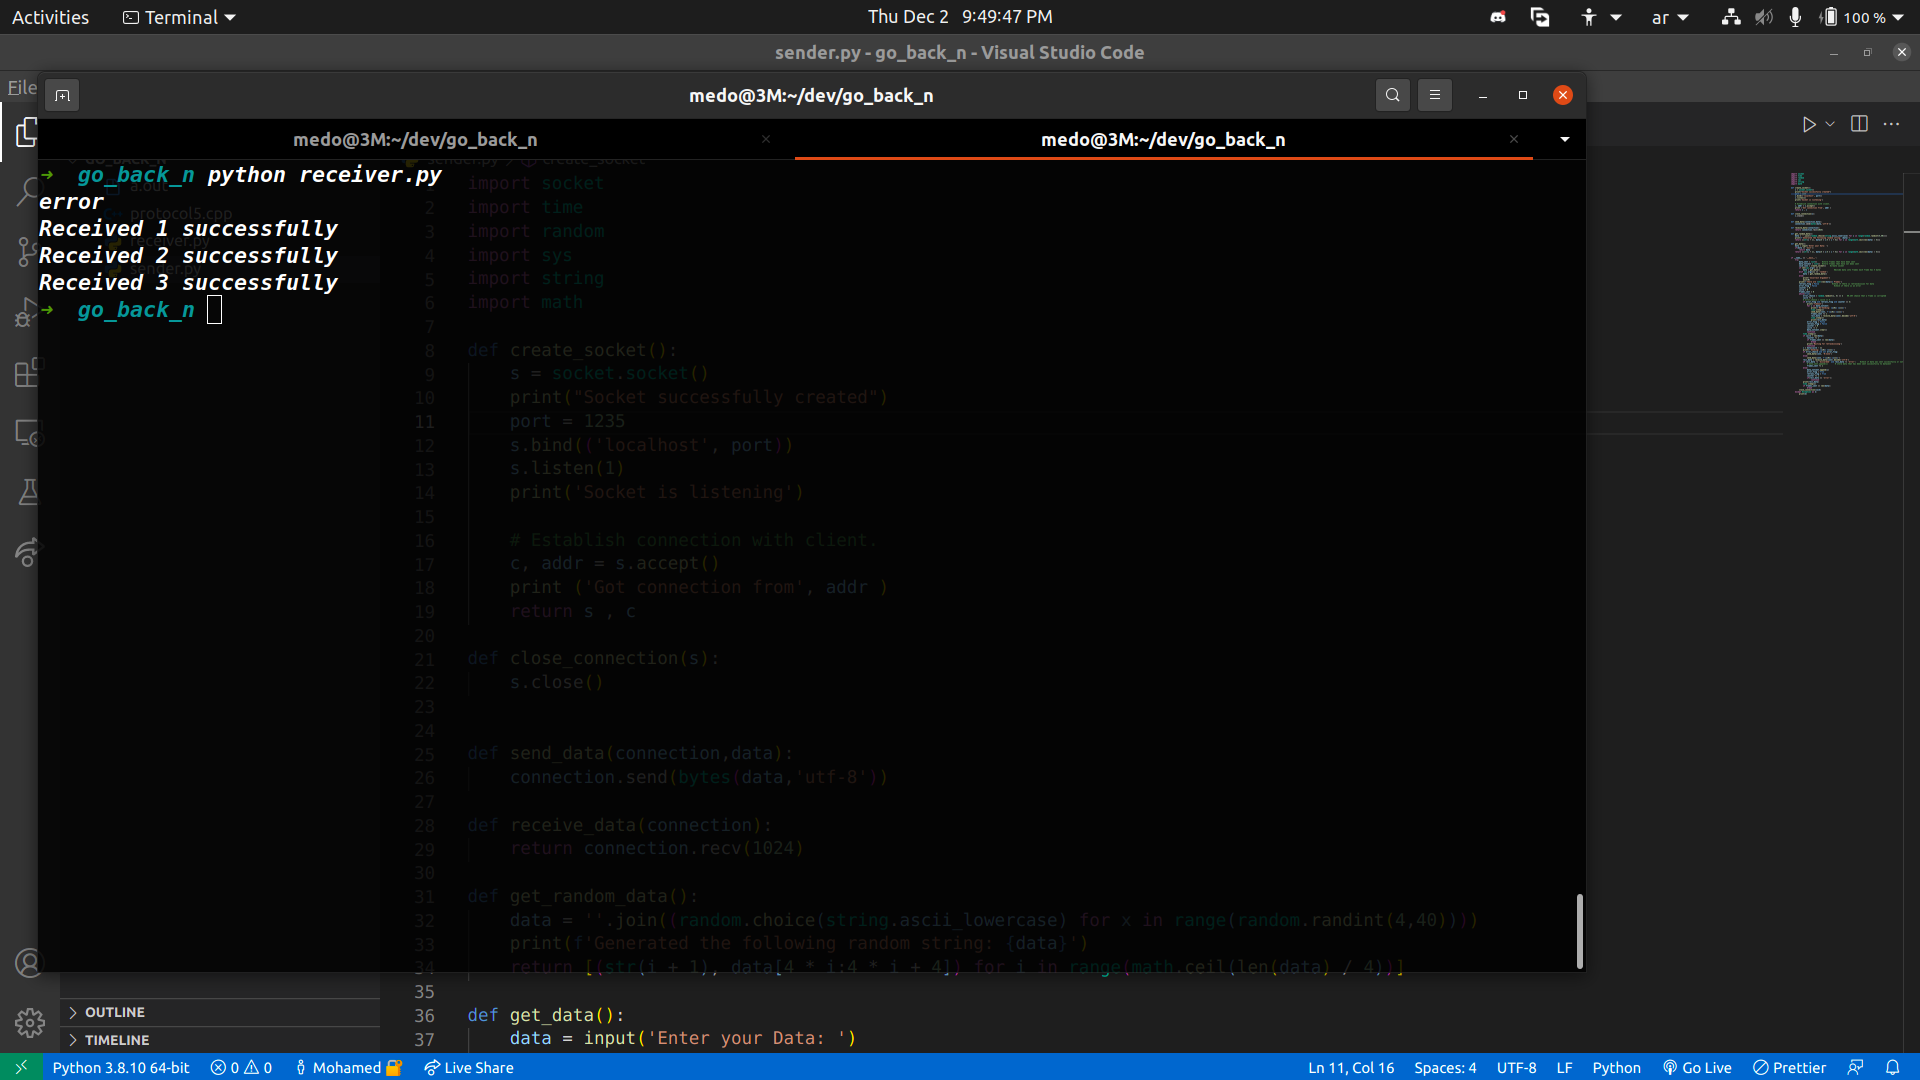 Activities
Terminal
Thu Dec 2 9:49:47 PM
ar
100 %
sender.py - go_back_n - Visual Studio Code
File
medo@3M:~/dev/go_back_n
medo@3M:~/dev/go_back_n
medo@3M:~/dev/go_back_n
→ go_back_n python receiver.py
error
Received 1 successfully
Received 2 successfully
Received 3 successfully
→ go_back_n
GO_BACK_N
a.out
protocol5.cpp
receiver.py
sender.py
sender.py > create_socket
import socket
2 import time
3 import random
4 import sys
5 import string
6 import math
7
8 def create_socket():
9 s = socket.socket()
10 print("Socket successfully created")
11 port = 1235
12 s.bind(('localhost', port))
13 s.listen(1)
14 print('Socket is listening')
15
16 # Establish connection with client.
17 c, addr = s.accept()
18 print ('Got connection from', addr )
19 return s , c
20
21 def close_connection(s):
22 s.close()
23
24
25 def send_data(connection,data):
26 connection.send(bytes(data,'utf-8'))
27
28 def receive_data(connection):
29 return connection.recv(1024)
30
31 def get_random_data():
32 data = ''.join((random.choice(string.ascii_lowercase) for x in range(random.randint(4,40))))
33 print(f'Generated the following random string: {data}')
34 return [(str(i + 1), data[4 * i:4 * i + 4]) for i in range(math.ceil(len(data) / 4))]
35
36 def get_data():
37 data = input('Enter your Data: ')
OUTLINE
TIMELINE
Python 3.8.10 64-bit
0 0
Mohamed
Live Share
Ln 11, Col 16
Spaces: 4
UTF-8
LF
Python
Go Live
Prettier